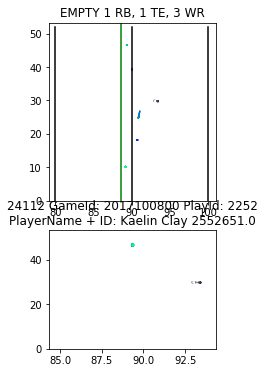 EMPTY 1 RB, 1 TE, 3 WR
50
40
30
20
10
0
80 85 90 95 100
24112 GameId: 2017100800 PlayId: 2252
PlayerName + ID: Kaelin Clay 2552651.0
40
20
0
85.0 87.5 90.0 92.5